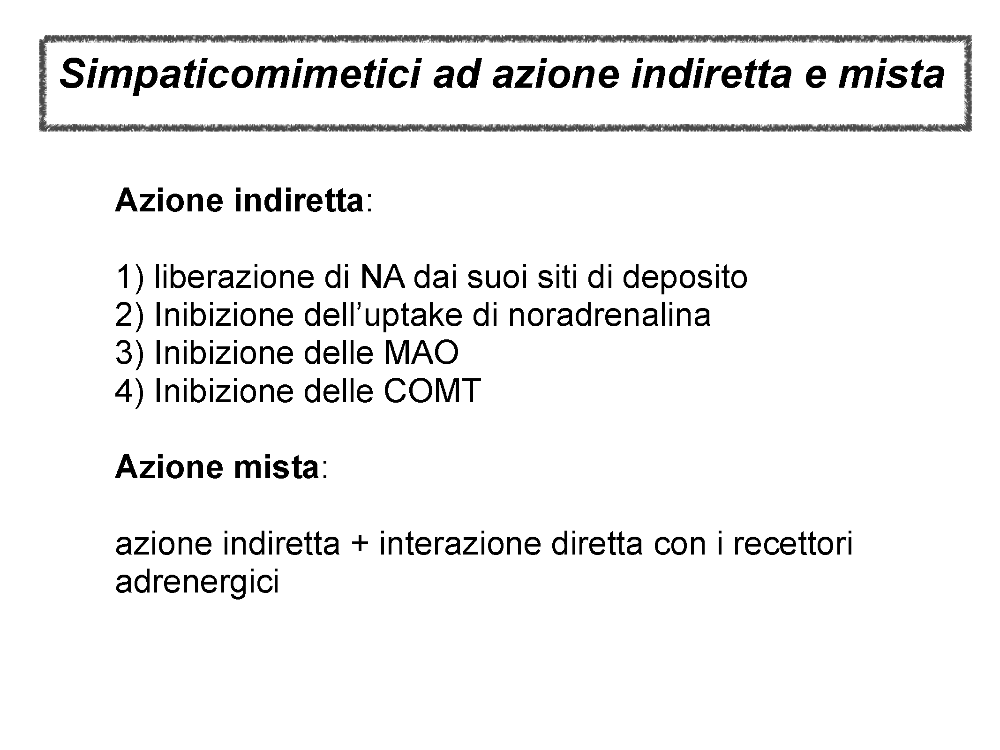 Simpaticomimetici ad azione indiretta e mista
Azione indiretta:
1) liberazione di NA dai suoi siti di deposito
2) Inibizione dell’uptake di noradrenalina
3) Inibizione delle MAO
4) Inibizione delle COMT
Azione mista:
azione indiretta + interazione diretta con i recettori
adrenergici